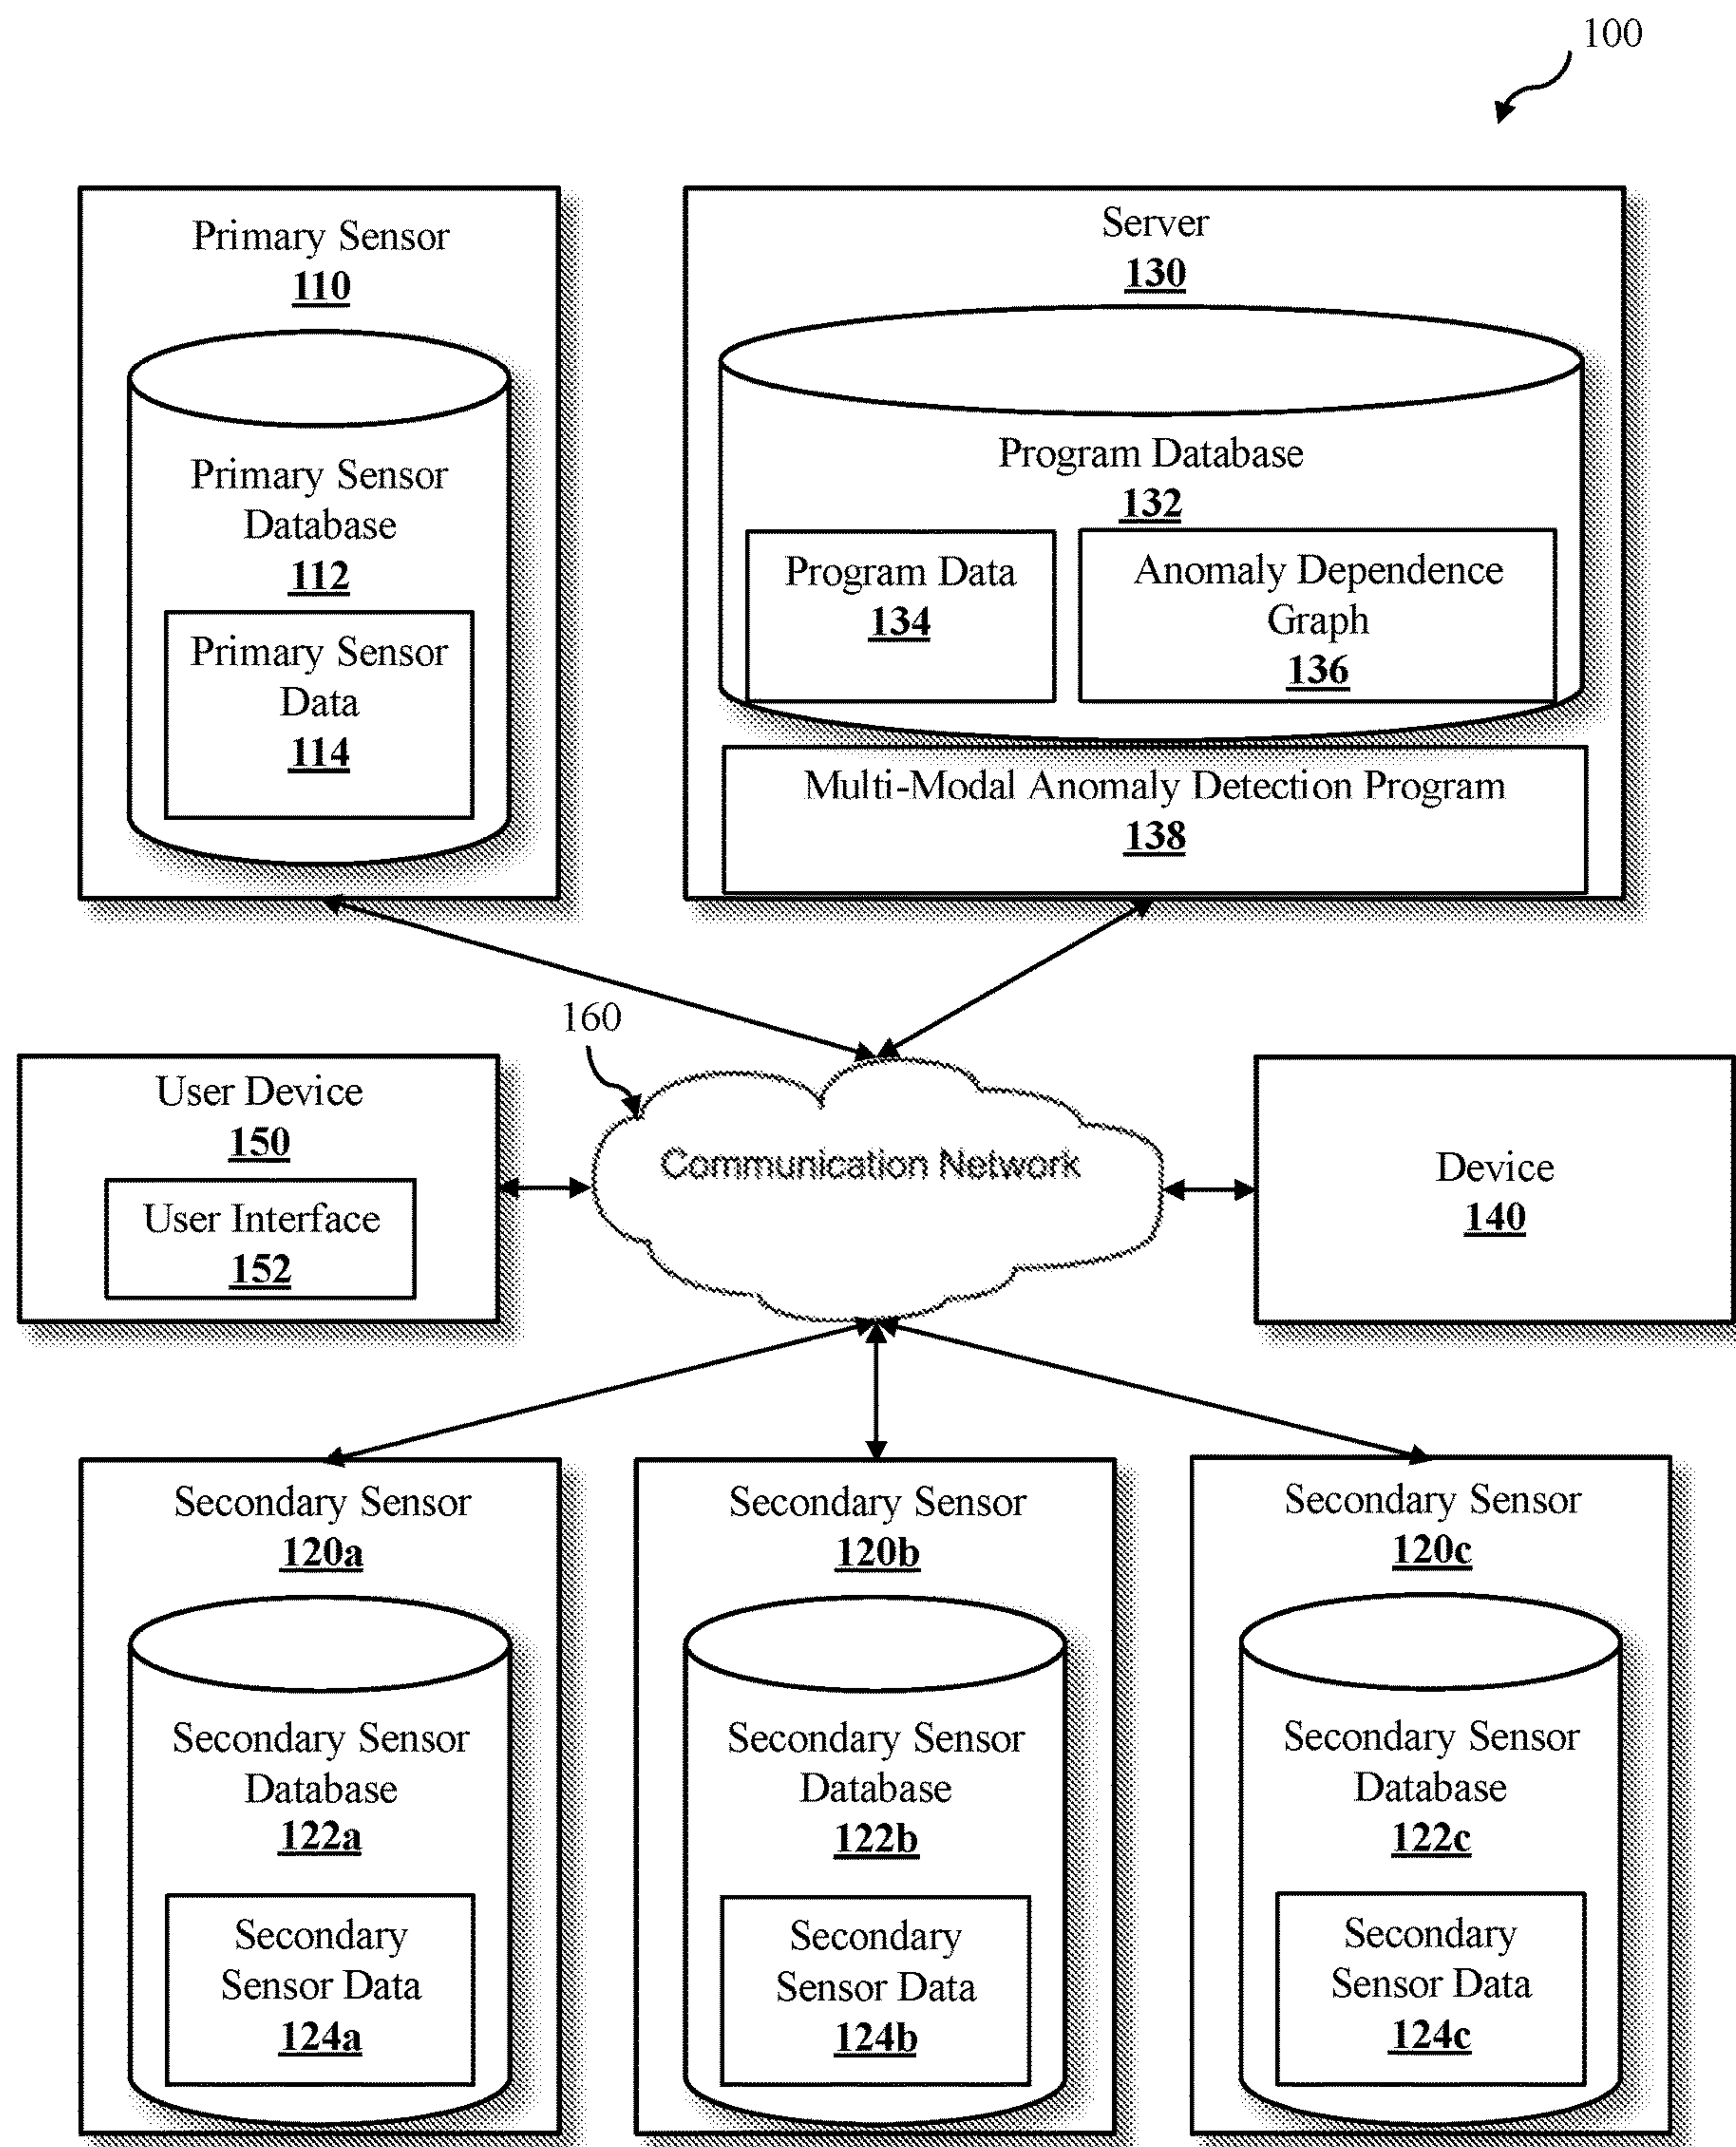 100
Primary Sensor
110
Primary Sensor
Database
112
Primary Sensor
Data
114
Server
130
Program Database
132
Program Data
134
Anomaly Dependence
Graph
136
Multi-Modal Anomaly Detection Program
138
160
User Device
150
User Interface
152
Communication Network
Device
140
Secondary Sensor
120a
Secondary Sensor
Database
122a
Secondary
Sensor Data
124a
Secondary Sensor
120b
Secondary Sensor
Database
122b
Secondary
Sensor Data
124b
Secondary Sensor
120c
Secondary Sensor
Database
122c
Secondary
Sensor Data
124c